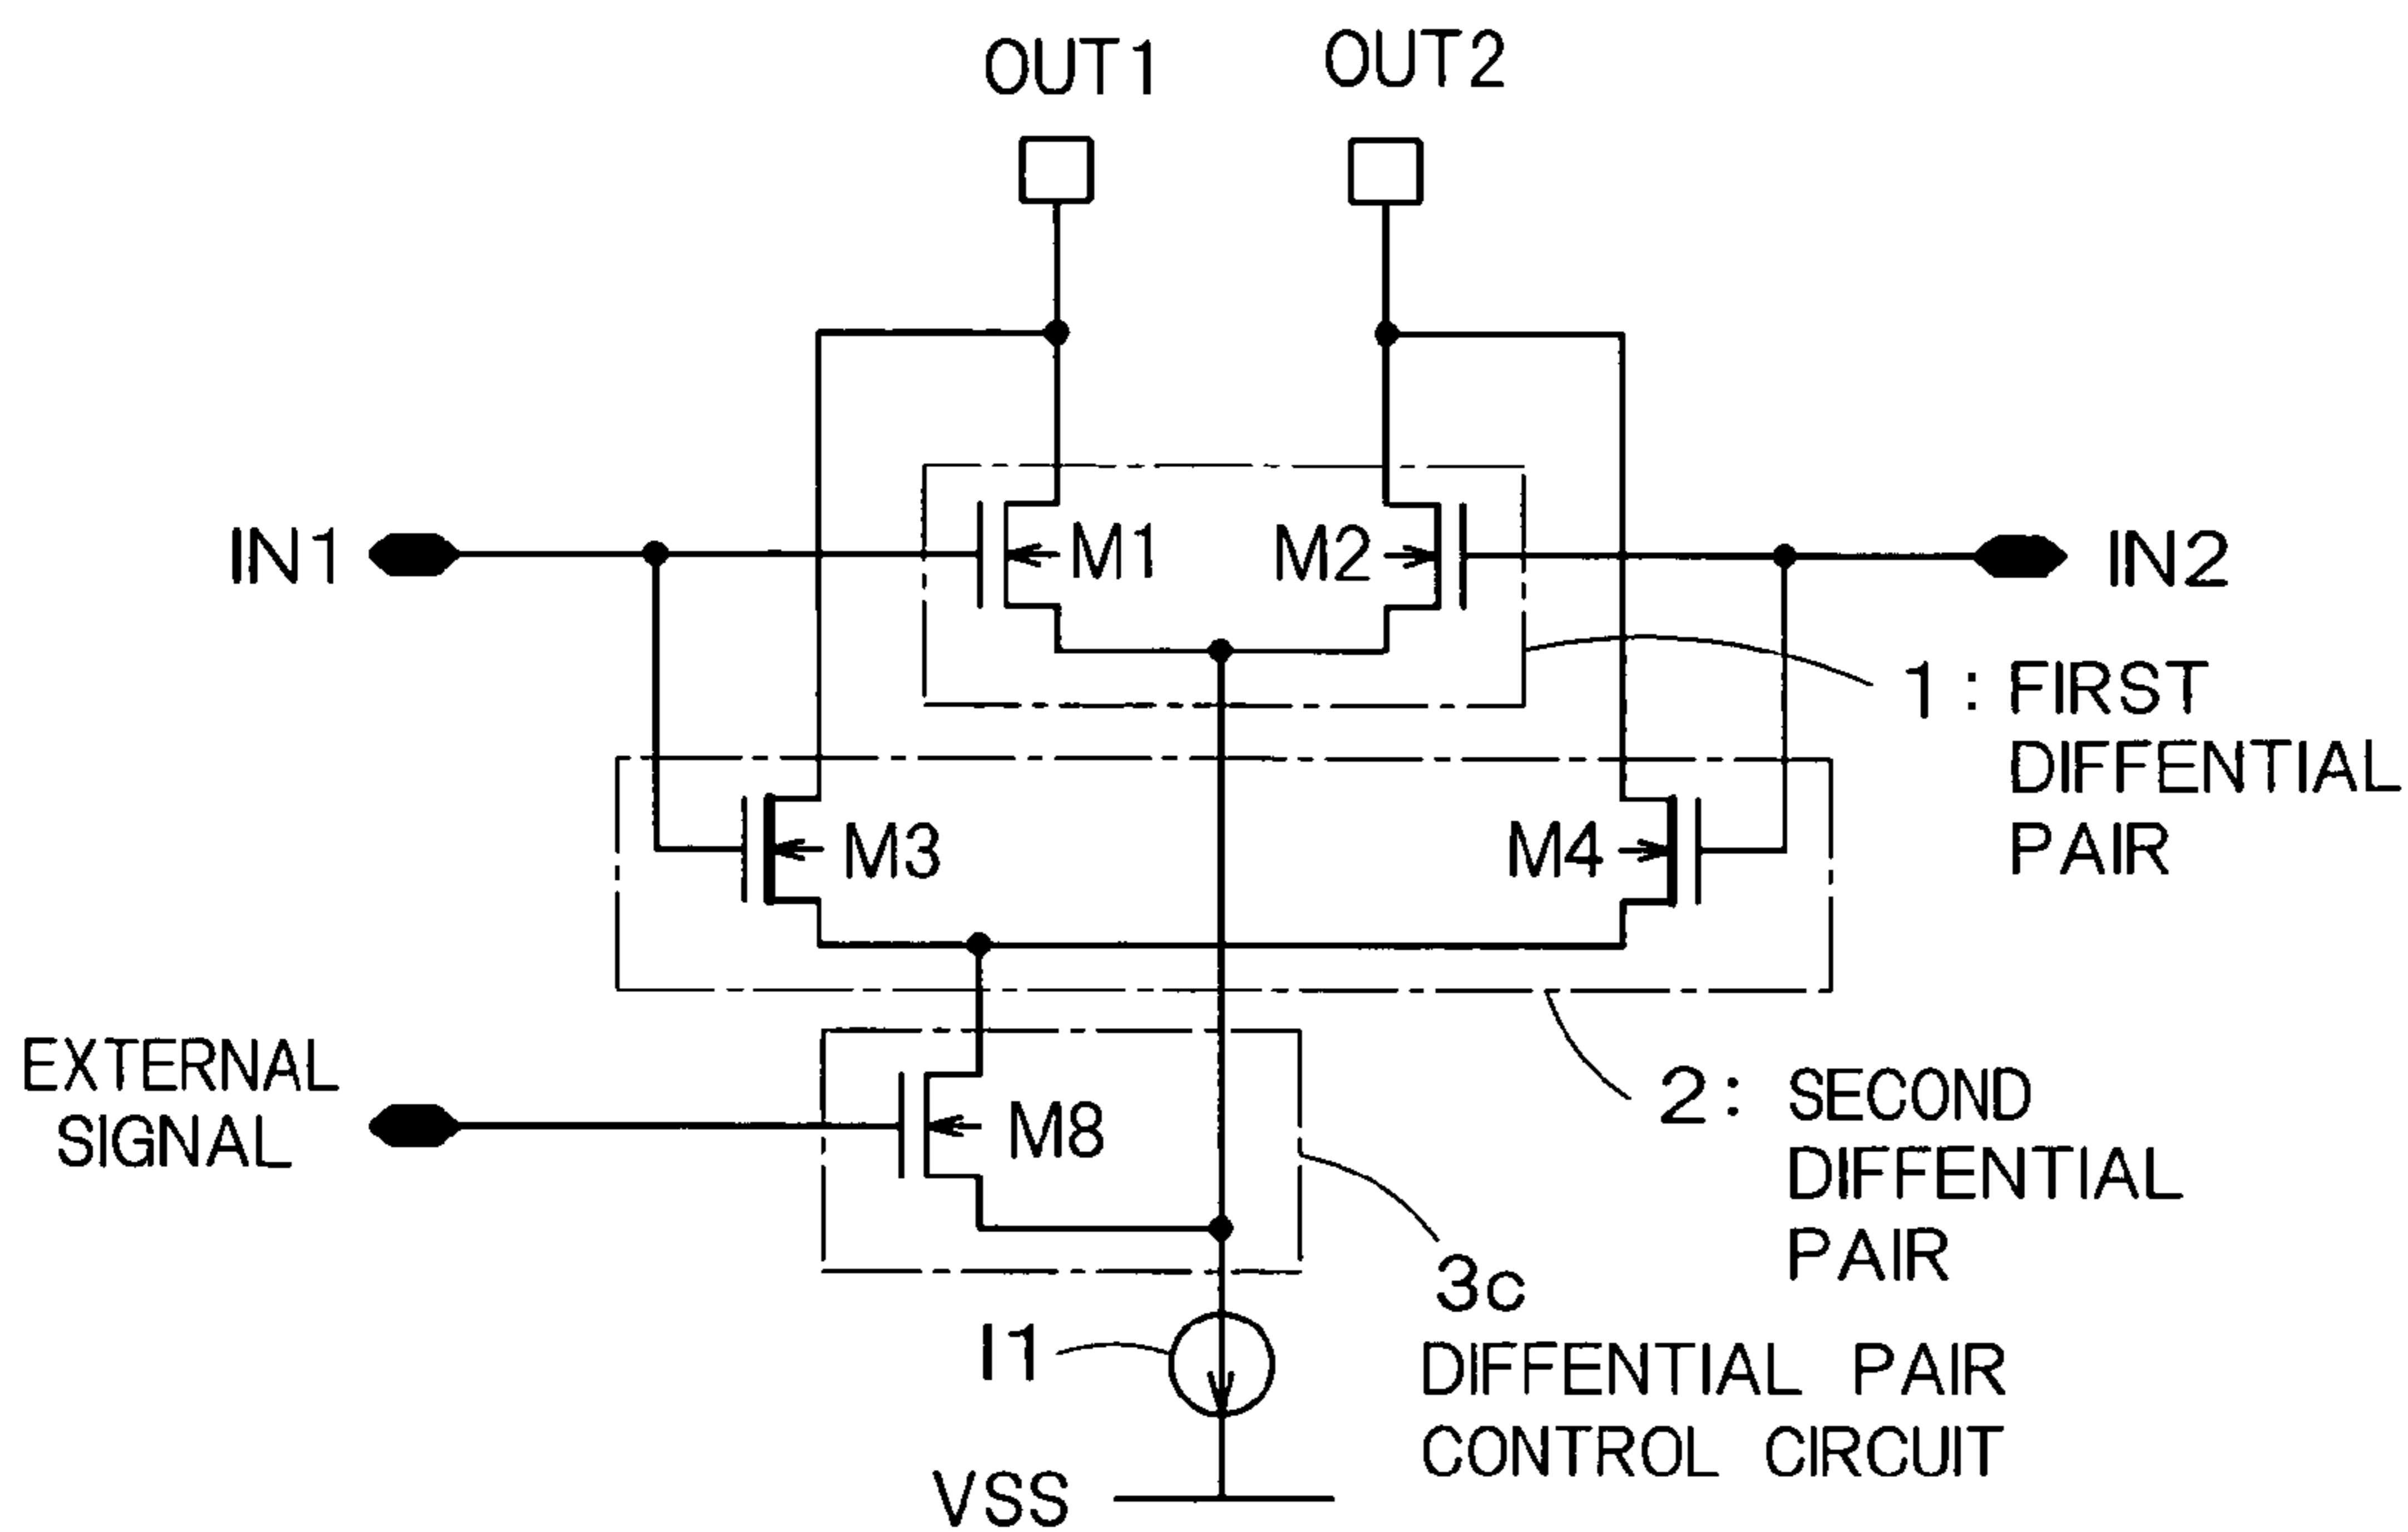 OUT1
OUT2
IN1
M1
M2
IN2
1: FIRST
DIFFENTIAL
PAIR
M3
M4
EXTERNAL
SIGNAL
M8
2: SECOND
DIFFENTIAL
PAIR
3c
DIFFENTIAL PAIR
CONTROL CIRCUIT
I1
VSS